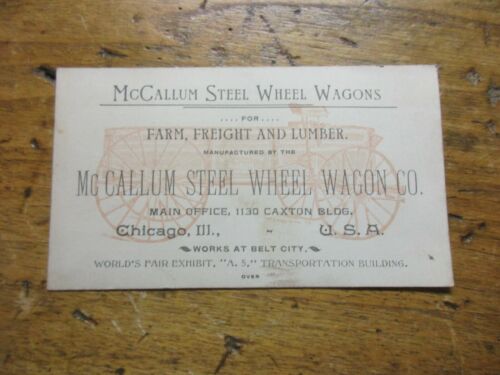 McCALLUM STEEL WHEEL WAGONS
....FOR....
FARM, FREIGHT AND LUMBER.
MANUFACTURED BY THE
McCALLUM STEEL WHEEL WAGON CO.
MAIN OFFICE, 1130 CAXTON BLDG.
Chicago, Ill., - U. S. A.
WORKS AT BELT CITY.
WORLD'S FAIR EXHIBIT, "A. 5," TRANSPORTATION BUILDING.
OVER